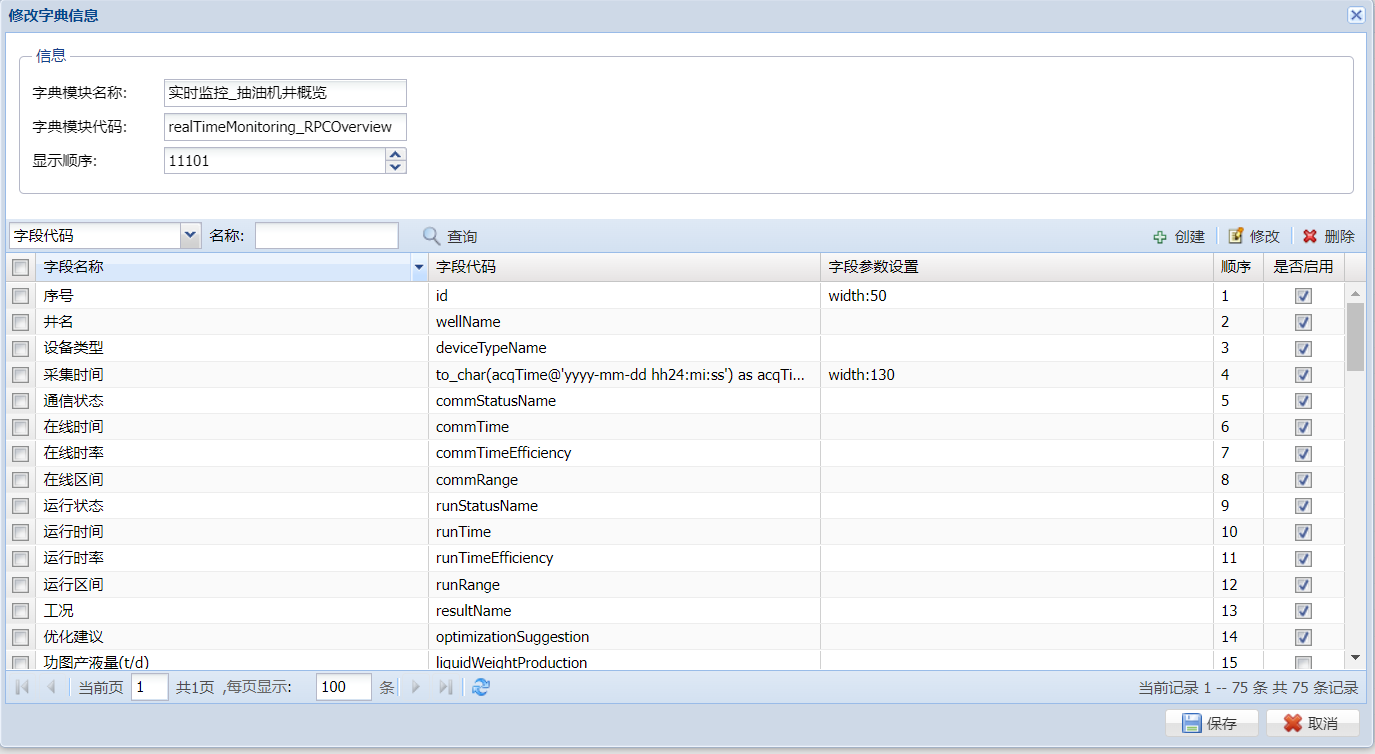 修改字典信息
信息
字典模块名称: 实时监控_抽油机井概览
字典模块代码: realTimeMonitoring_RPCOverview
显示顺序: 11101
字段代码 名称: 查询 创建 修改 删除
字段名称 字段代码 字段参数设置 顺序 是否启用
序号 id width:50 1
井名 wellName 2
设备类型 deviceTypeName 3
采集时间 to_char(acqTime@'yyyy-mm-dd hh24:mi:ss') as acqTi... width:130 4
通信状态 commStatusName 5
在线时间 commTime 6
在线时率 commTimeEfficiency 7
在线区间 commRange 8
运行状态 runStatusName 9
运行时间 runTime 10
运行时率 runTimeEfficiency 11
运行区间 runRange 12
工况 resultName 13
优化建议 optimizationSuggestion 14
功图产液量(t/d) liquidWeightProduction 15
当前页 1 共1页 ,每页显示: 100 条 当前记录 1 -- 75 条 共 75 条记录
保存 取消